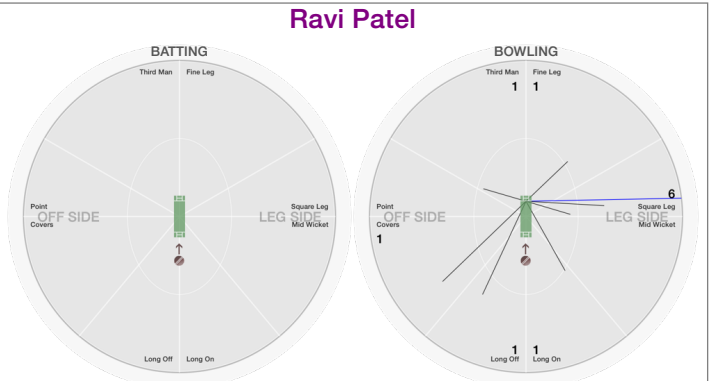 Ravi Patel
BATTING
Third Man Fine Leg
Point
OFF SIDE
Covers
Square Leg
LEG SIDE
Mid Wicket
Long Off Long On
BOWLING
Third Man Fine Leg
1 1
6
Point
OFF SIDE
Covers
1
Square Leg
LEG SIDE
Mid Wicket
1 1
Long Off Long On